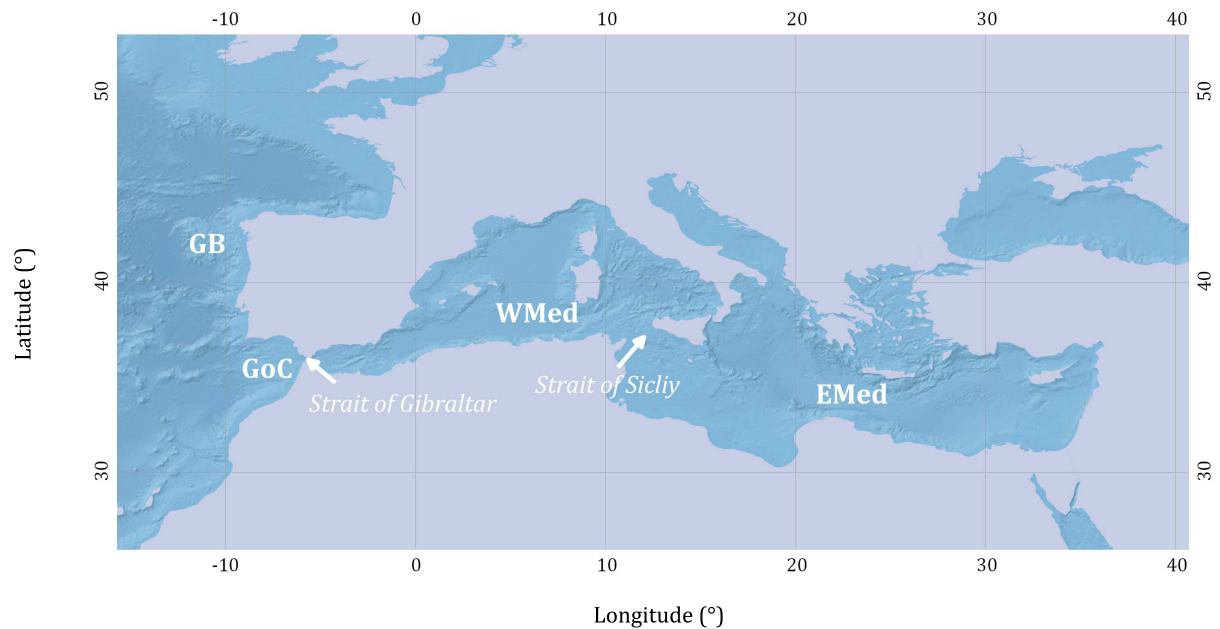 -10 0 10 20 30 40
50 50
GB
40 40
WMed
GoC
Strait of Sicliy
EMed
Strait of Gibraltar
30 30
-10 0 10 20 30 40
Latitude (°)
Longitude (°)